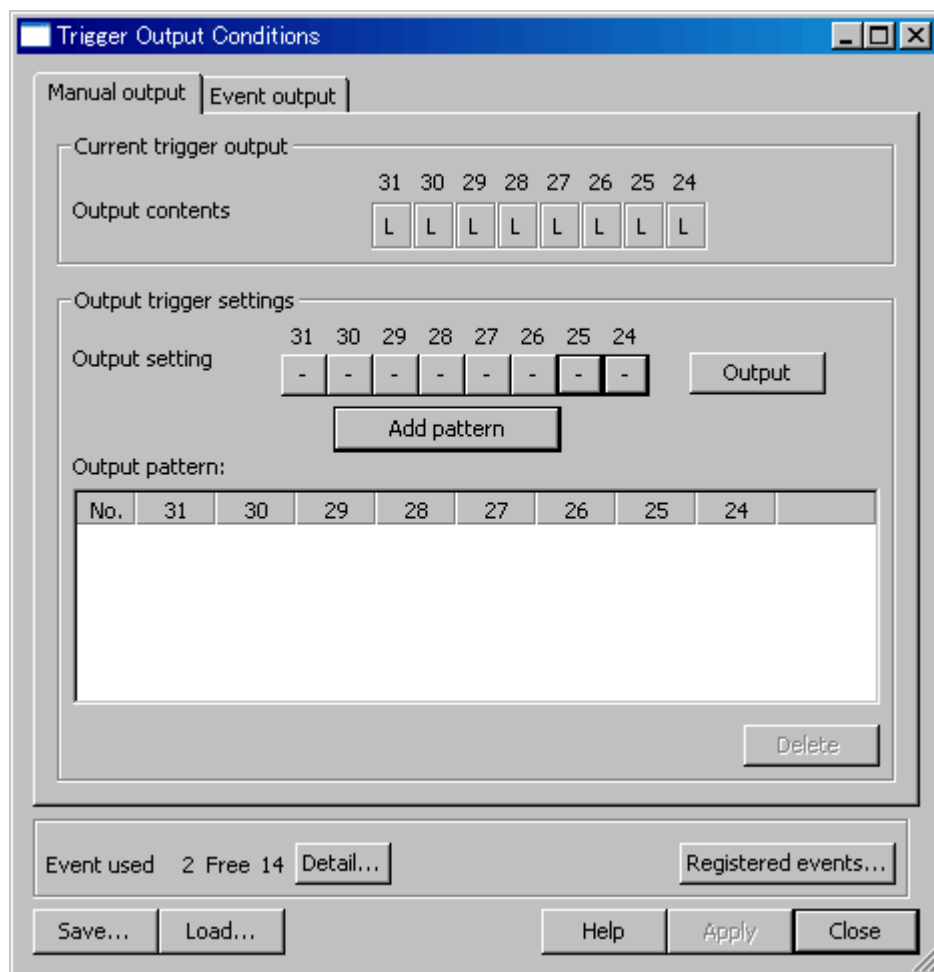 Trigger Output Conditions
Manual output Event output
Current trigger output
31 30 29 28 27 26 25 24
Output contents L L L L L L L L
Output trigger settings
31 30 29 28 27 26 25 24
Output setting - - - - - - - - Output
Add pattern
Output pattern:
No. 31 30 29 28 27 26 25 24
Delete
Event used 2 Free 14 Detail... Registered events...
Save... Load... Help Apply Close